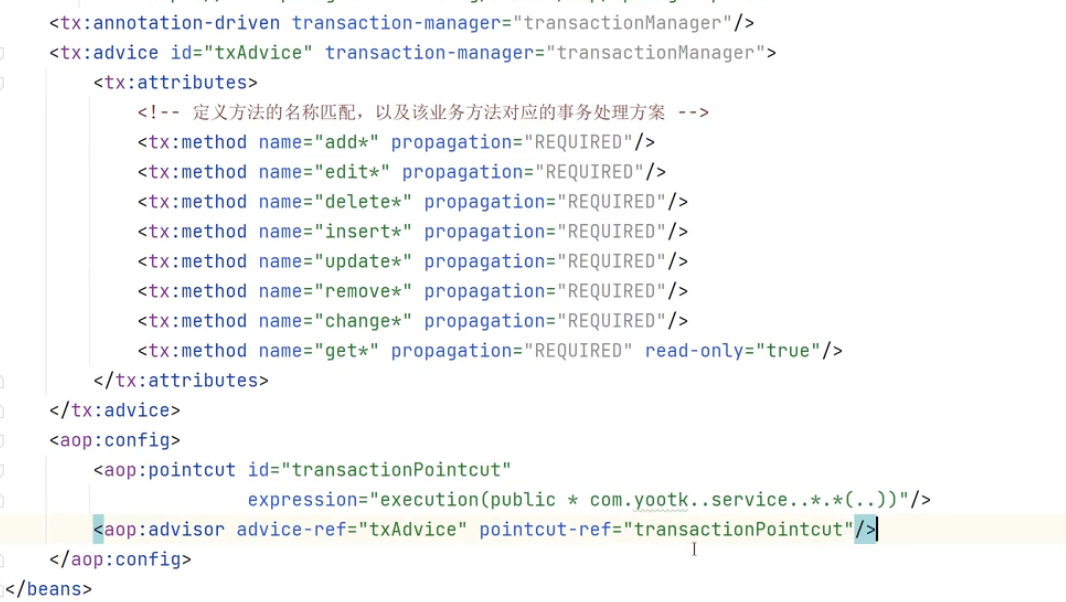 <tx:annotation-driven transaction-manager="transactionManager"/>
<tx:advice id="txAdvice" transaction-manager="transactionManager">
<tx:attributes>
<!-- 定义方法的名称匹配，以及该业务方法对应的事务处理方案 -->
<tx:method name="add*" propagation="REQUIRED"/>
<tx:method name="edit*" propagation="REQUIRED"/>
<tx:method name="delete*" propagation="REQUIRED"/>
<tx:method name="insert*" propagation="REQUIRED"/>
<tx:method name="update*" propagation="REQUIRED"/>
<tx:method name="remove*" propagation="REQUIRED"/>
<tx:method name="change*" propagation="REQUIRED"/>
<tx:method name="get*" propagation="REQUIRED" read-only="true"/>
</tx:attributes>
</tx:advice>
<aop:config>
<aop:pointcut id="transactionPointcut"
expression="execution(public * com.yootk..service..*.*(..))"/>
<aop:advisor advice-ref="txAdvice" pointcut-ref="transactionPointcut"/>
</aop:config>
</beans>